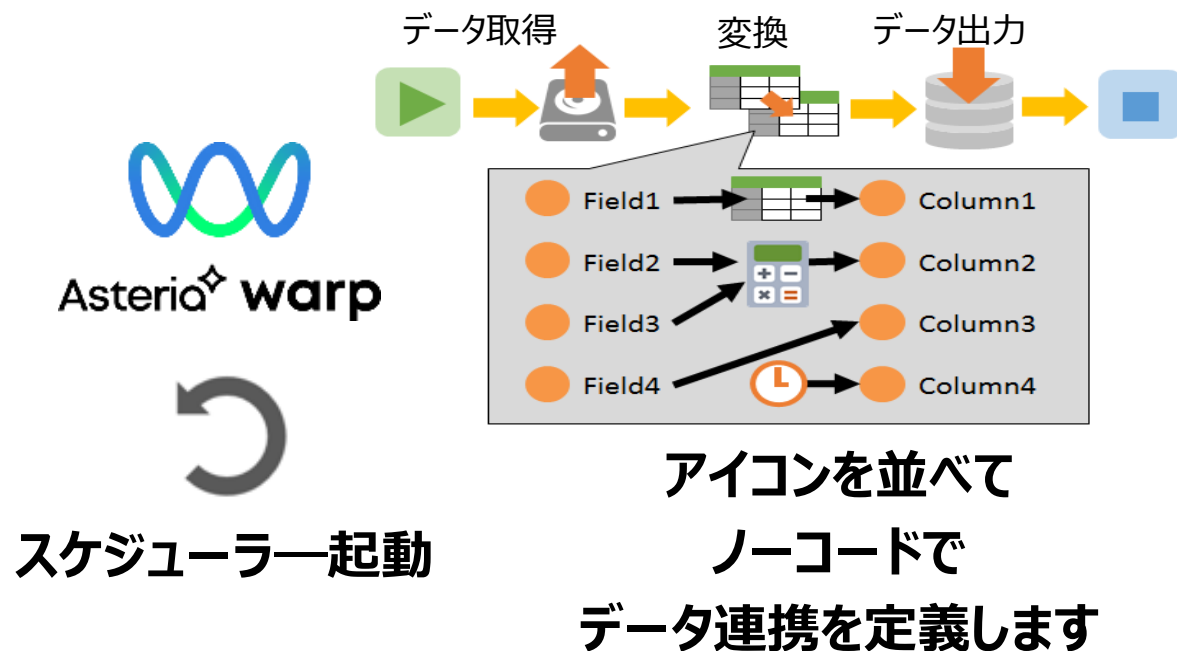 データ取得 変換 データ出力
Asteria warp
Field1 Column1
Field2 Column2
Field3 Column3
Field4 Column4
スケジューラ―起動
アイコンを並べて
ノーコードで
データ連携を定義します